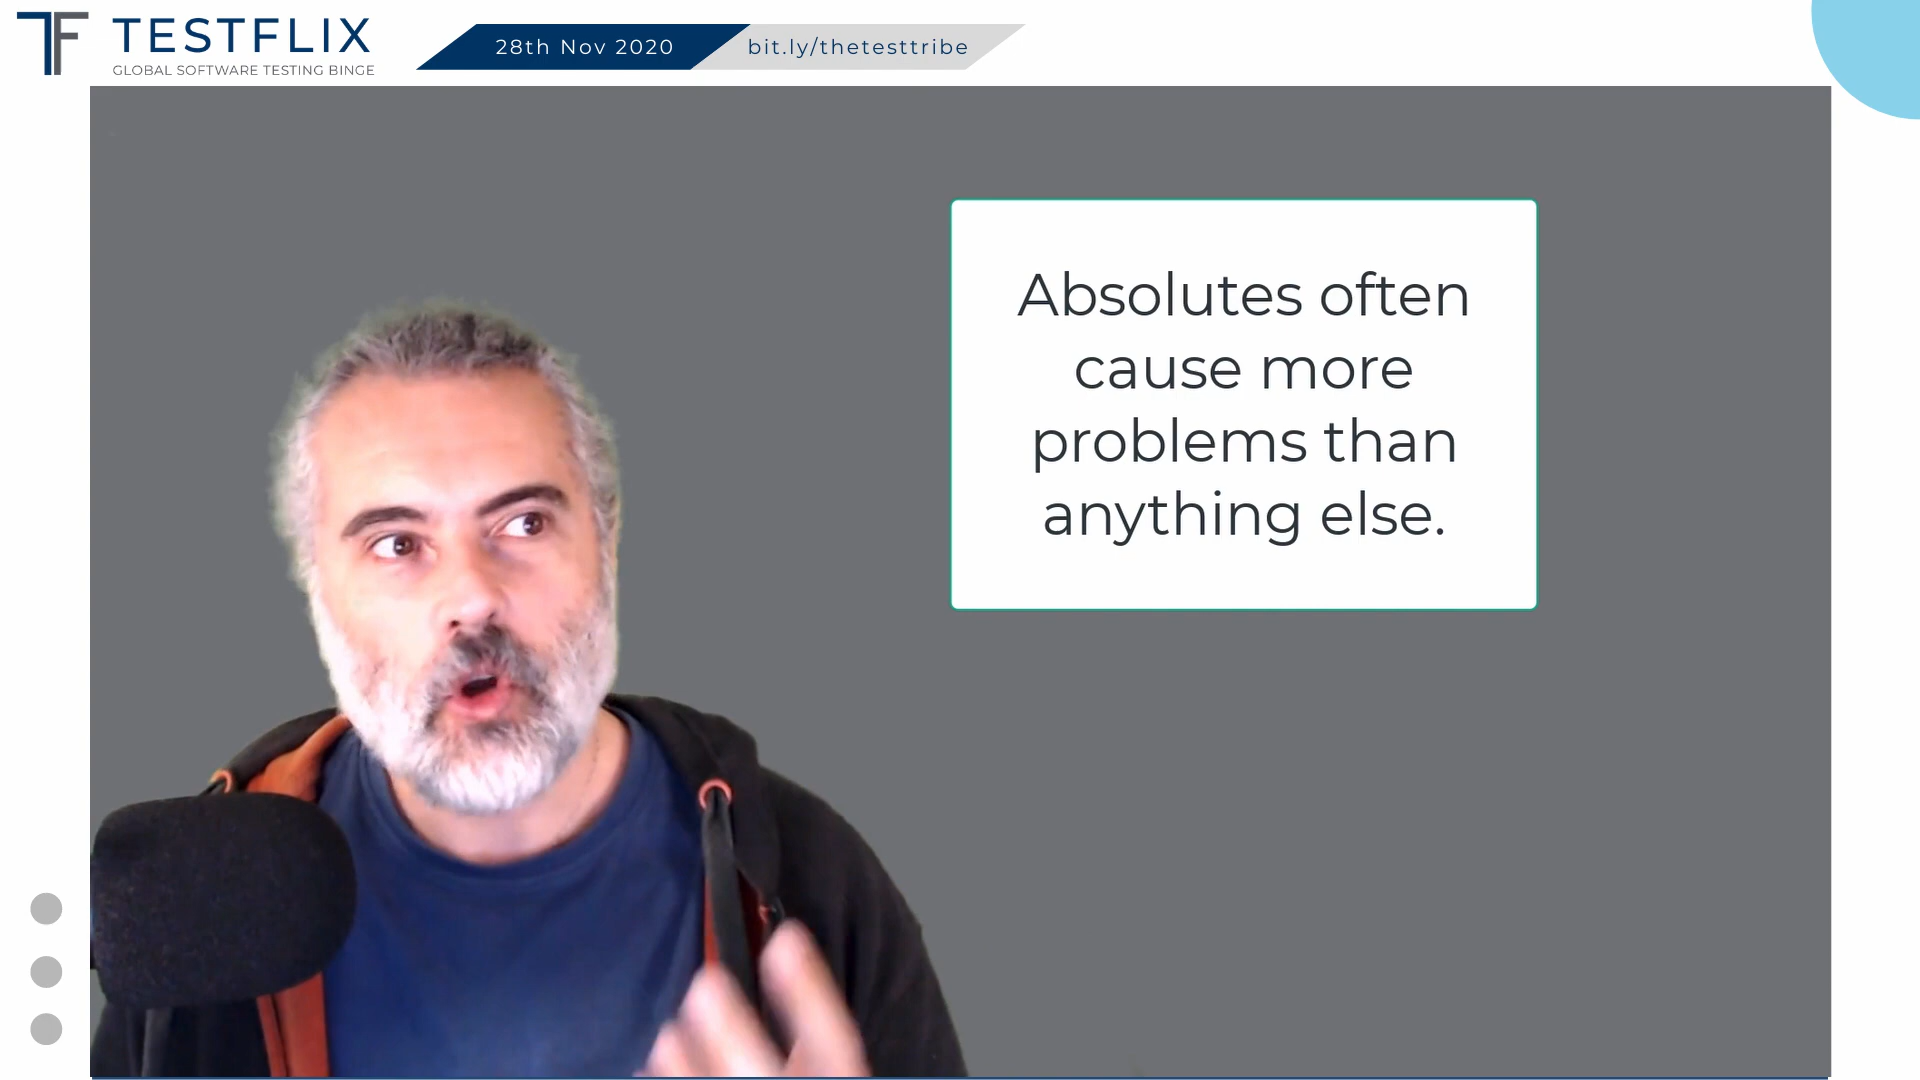 TF TESTFLIX
GLOBAL SOFTWARE TESTING BINGE
28th Nov 2020
bit.ly/thetesttribe
Absolutes often
cause more
problems than
anything else.